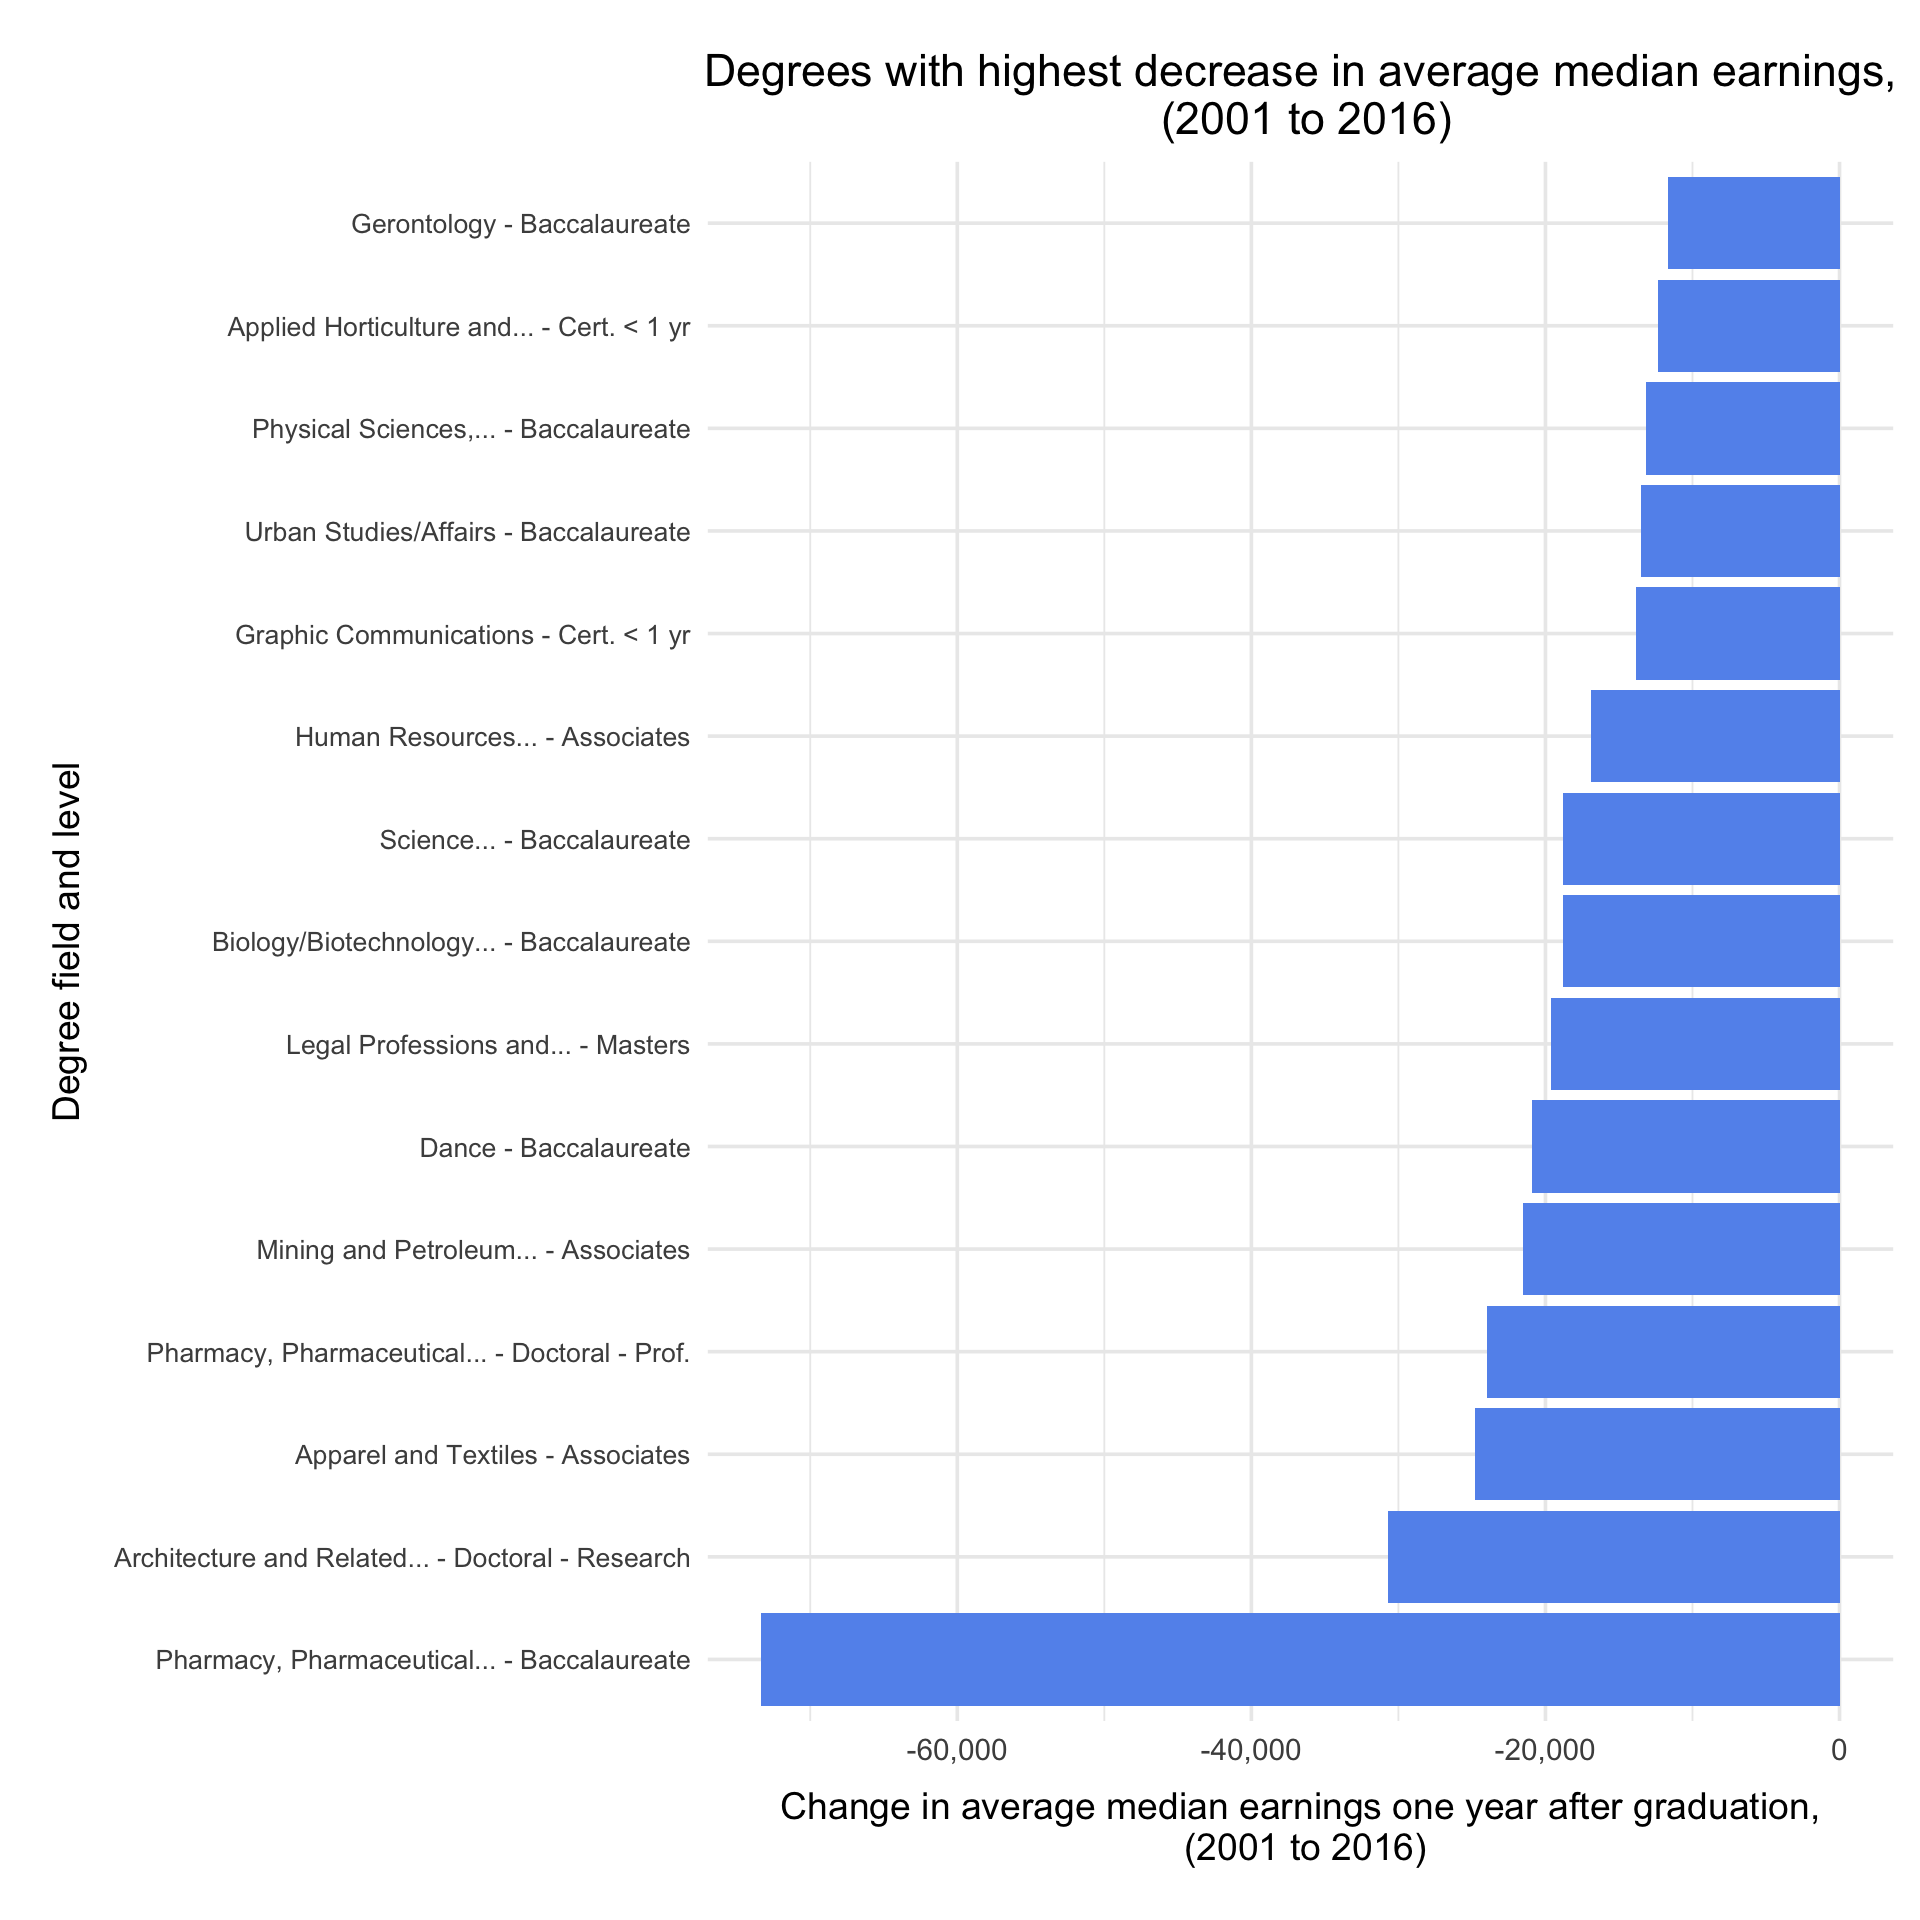 Degrees with highest decrease in average median earnings,
(2001 to 2016)
Degree field and level
Gerontology - Baccalaureate
Applied Horticulture and... - Cert. < 1 yr
Physical Sciences,... - Baccalaureate
Urban Studies/Affairs - Baccalaureate
Graphic Communications - Cert. < 1 yr
Human Resources... - Associates
Science... - Baccalaureate
Biology/Biotechnology... - Baccalaureate
Legal Professions and... - Masters
Dance - Baccalaureate
Mining and Petroleum... - Associates
Pharmacy, Pharmaceutical... - Doctoral - Prof.
Apparel and Textiles - Associates
Architecture and Related... - Doctoral - Research
Pharmacy, Pharmaceutical... - Baccalaureate
-60,000 -40,000 -20,000 0
Change in average median earnings one year after graduation,
(2001 to 2016)